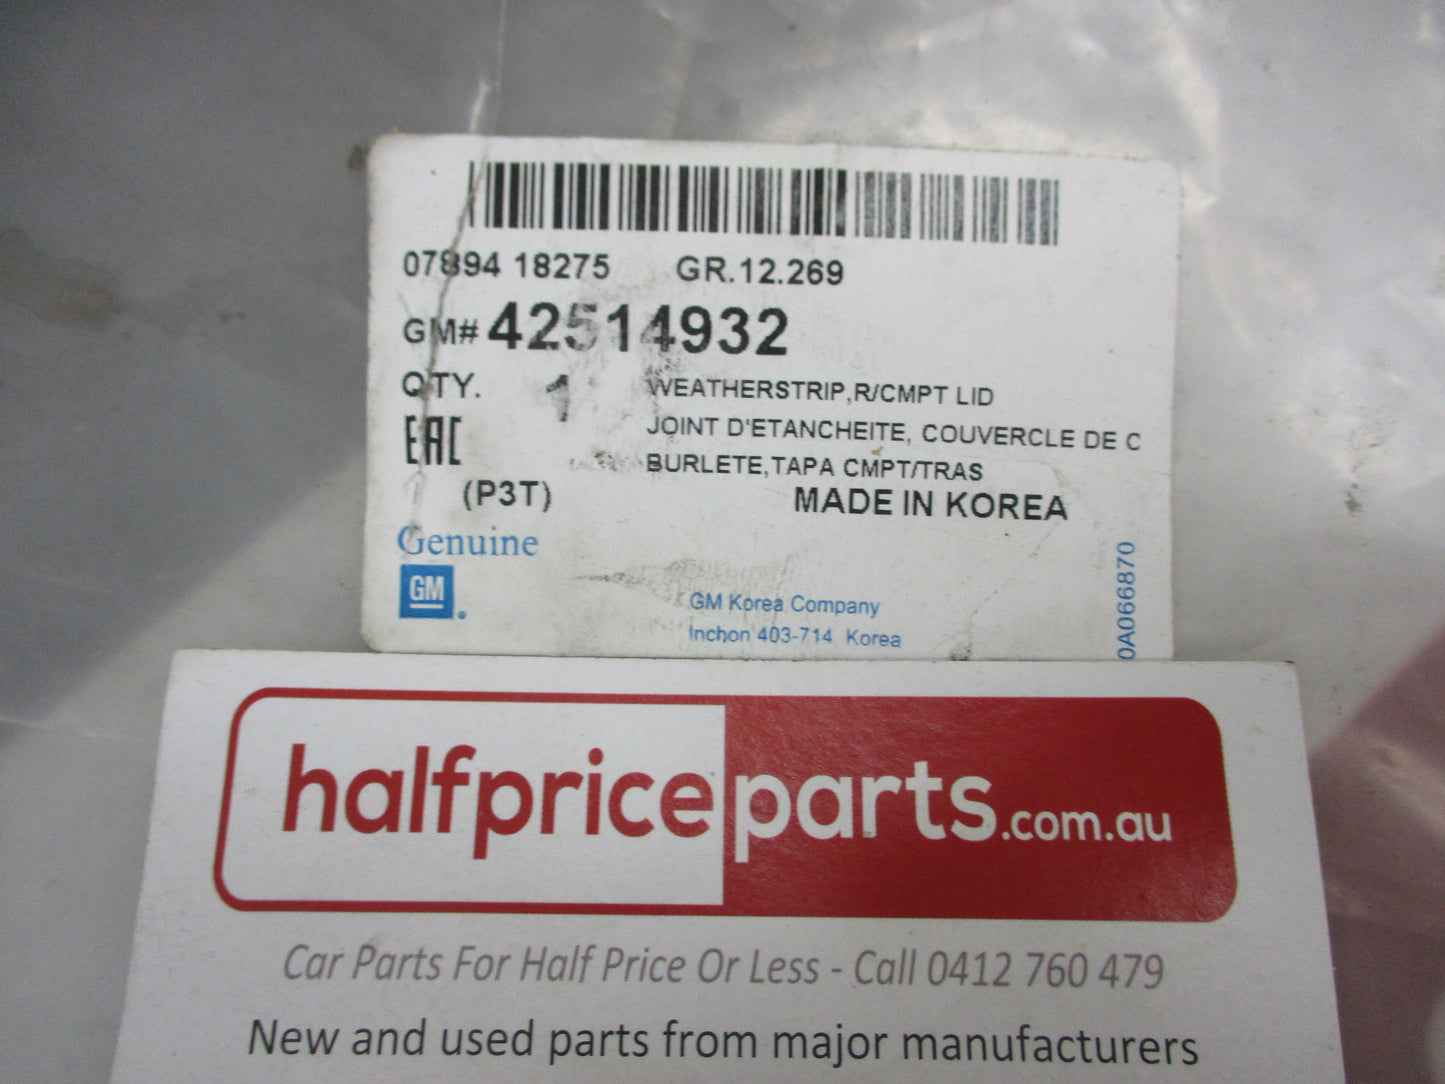 07894 18275 GR.12.269
GM# 42514932
QTY. 1 WEATHERSTRIP,R/CMPT LID
EAC JOINT D'ETANCHEITE, COUVERCLE DE C
BURLETE,TAPA CMPT/TRAS
(P3T) MADE IN KOREA
Genuine
GM
GM Korea Company
Inchon 403-714 Korea
0A066870
halfpriceparts.com.au
Car Parts For Half Price Or Less - Call 0412 760 479
New and used parts from major manufacturers